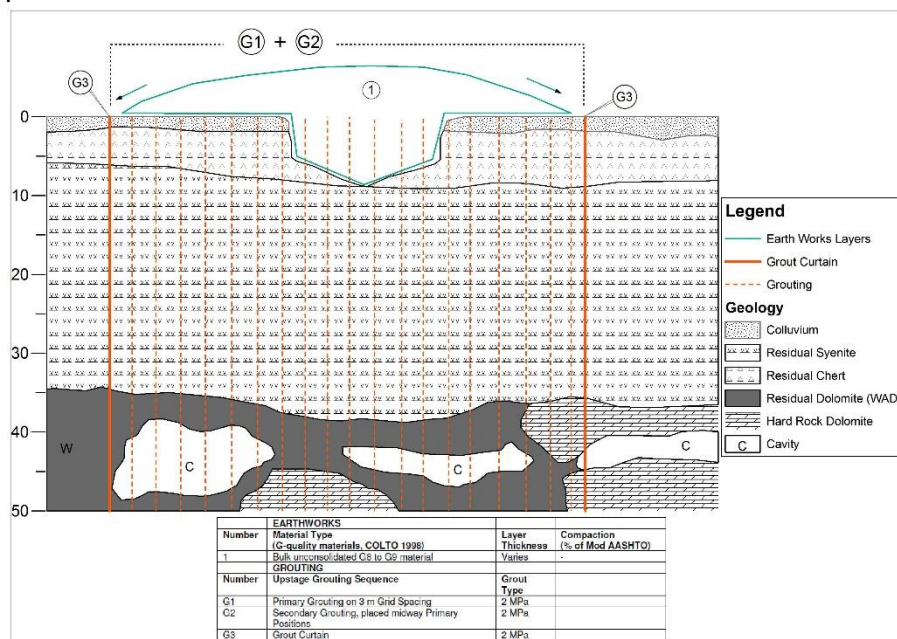 G1 + G2
G3
1
G3
0
10
20
30
40
50
W
C
C
C
Legend
Earth Works Layers
Grout Curtain
Grouting
Geology
Colluvium
Residual Syenite
Residual Chert
Residual Dolomite (WAD
Hard Rock Dolomite
C Cavity
EARTHWORKS
Number Material Type (G-quality materials, COLTO 1998) Layer Thickness Compaction (% of Mod AASHTO)
1 Bulk unconsolidated G6 to G9 material Varies -
GROUTING
Number Upstage Grouting Sequence Grout Type
G1 Primary Grouting on 3 m Grid Spacing 2 MPa
G2 Secondary Grouting, placed midway Primary Positions 2 MPa
G3 Grout Curtain 2 MPa